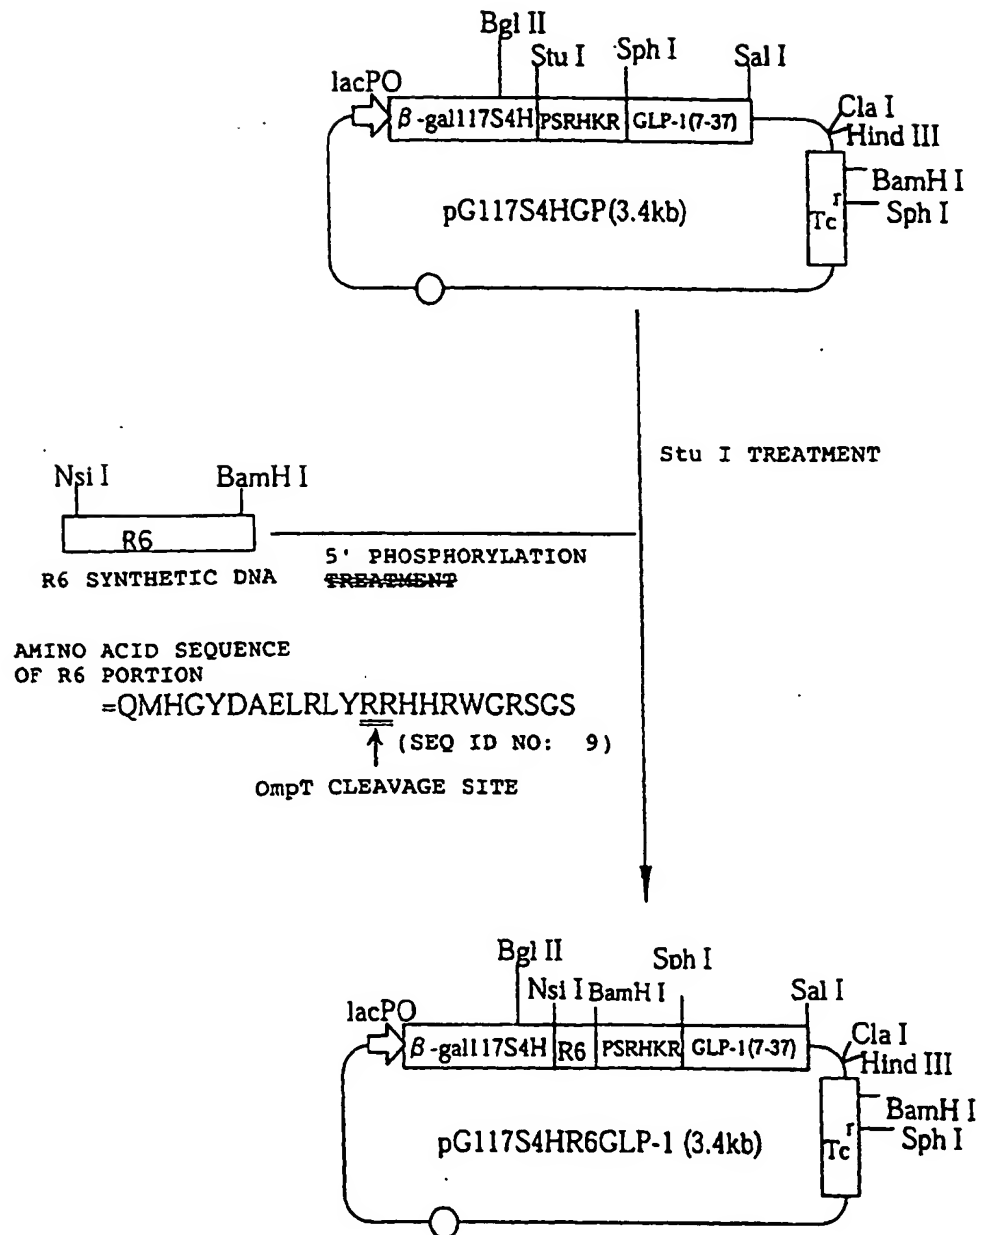 Bgl II
Stu I
Sph I
Sal I
lacPO
β-gal117S4H
PSRHKR
GLP-1(7-37)
Cla I
Hind III
BamH I
Sph I
Tc r
pG117S4HGP(3.4kb)
Stu I TREATMENT
Nsi I
BamH I
R6
R6 SYNTHETIC DNA
5' PHOSPHORYLATION
TREATMENT
AMINO ACID SEQUENCE
OF R6 PORTION
=QMHGYDAELRLYRRHHRWGRSGS
(SEQ ID NO: 9)
OmpT CLEAVAGE SITE
Bgl II
Sph I
Nsi I
BamH I
Sal I
lacPO
β-gal117S4H
R6
PSRHKR
GLP-1(7-37)
Cla I
Hind III
BamH I
Sph I
Tc r
pG117S4HR6GLP-1 (3.4kb)